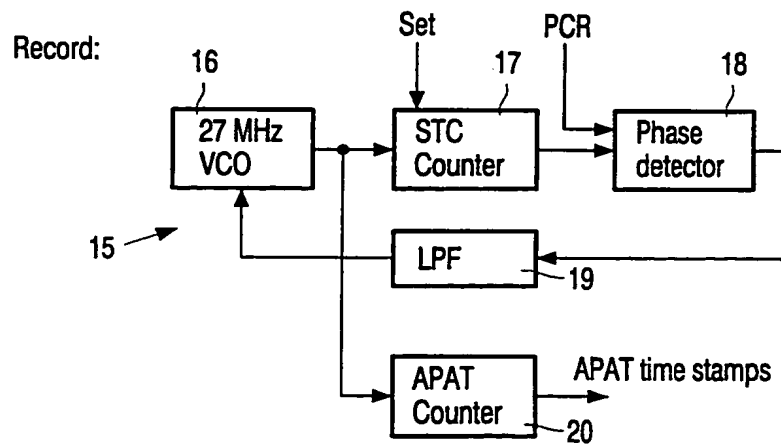 Record:
Set
PCR
16
17
18
27 MHz
VCO
STC
Counter
Phase
detector
15
LPF
19
APAT
Counter
APAT time stamps
20